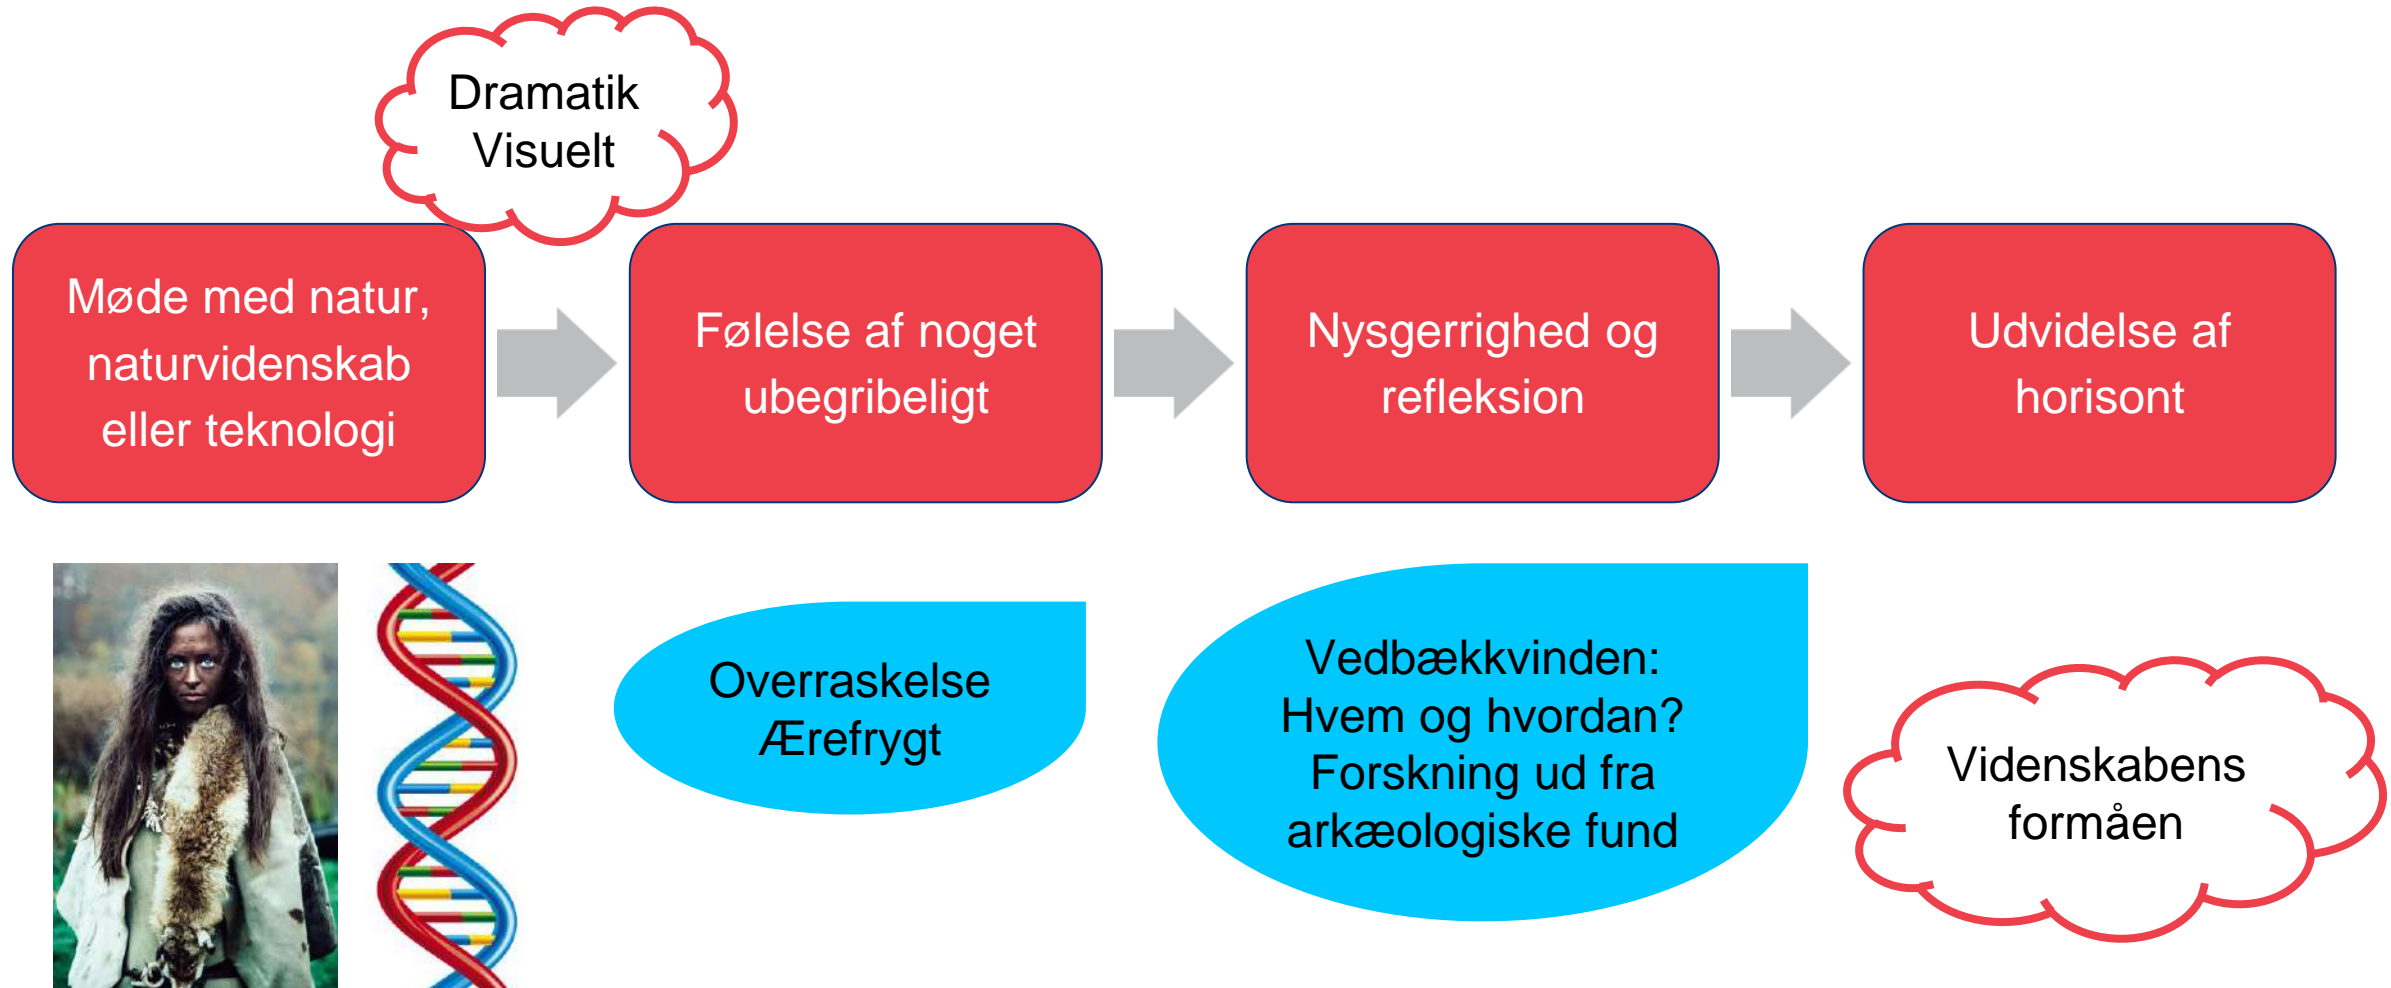 Dramatik
Visuelt
Møde med natur,
naturvidenskab
eller teknologi
Følelse af noget
ubegribeligt
Nysgerrighed og
refleksion
Udvidelse af
horisont
Overraskelse
Ærefrygt
Vedbækkvinden:
Hvem og hvordan?
Forskning ud fra
arkæologiske fund
Videnskabens
formåen